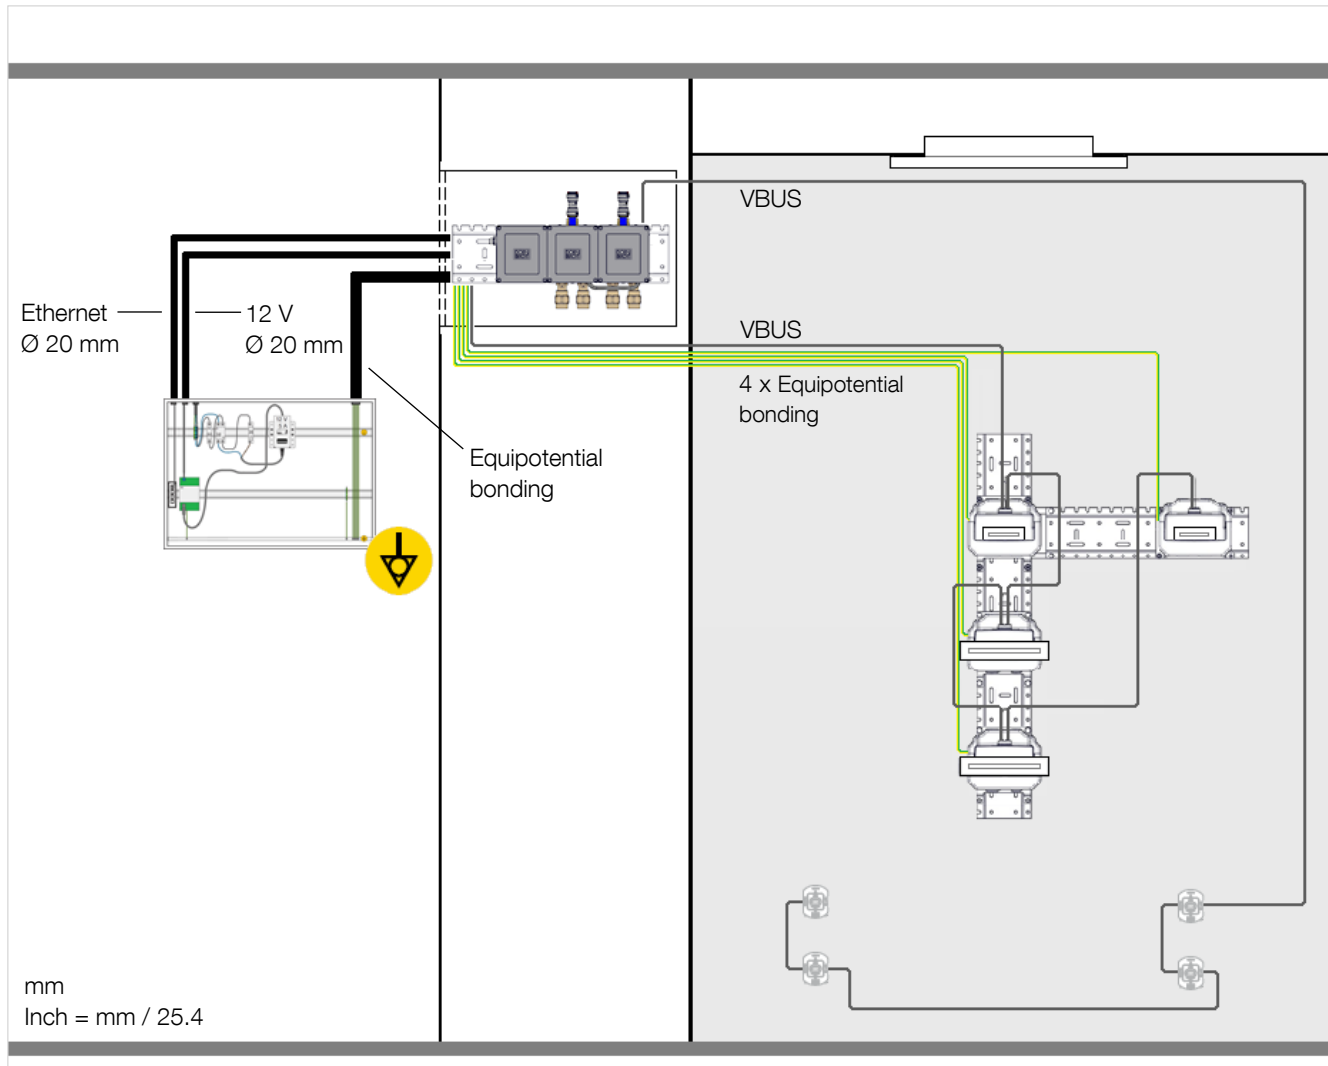 VBUS
Ethernet
Ø 20 mm
12 V
Ø 20 mm
VBUS
4 x Equipotential
bonding
Equipotential
bonding
mm
Inch = mm / 25.4